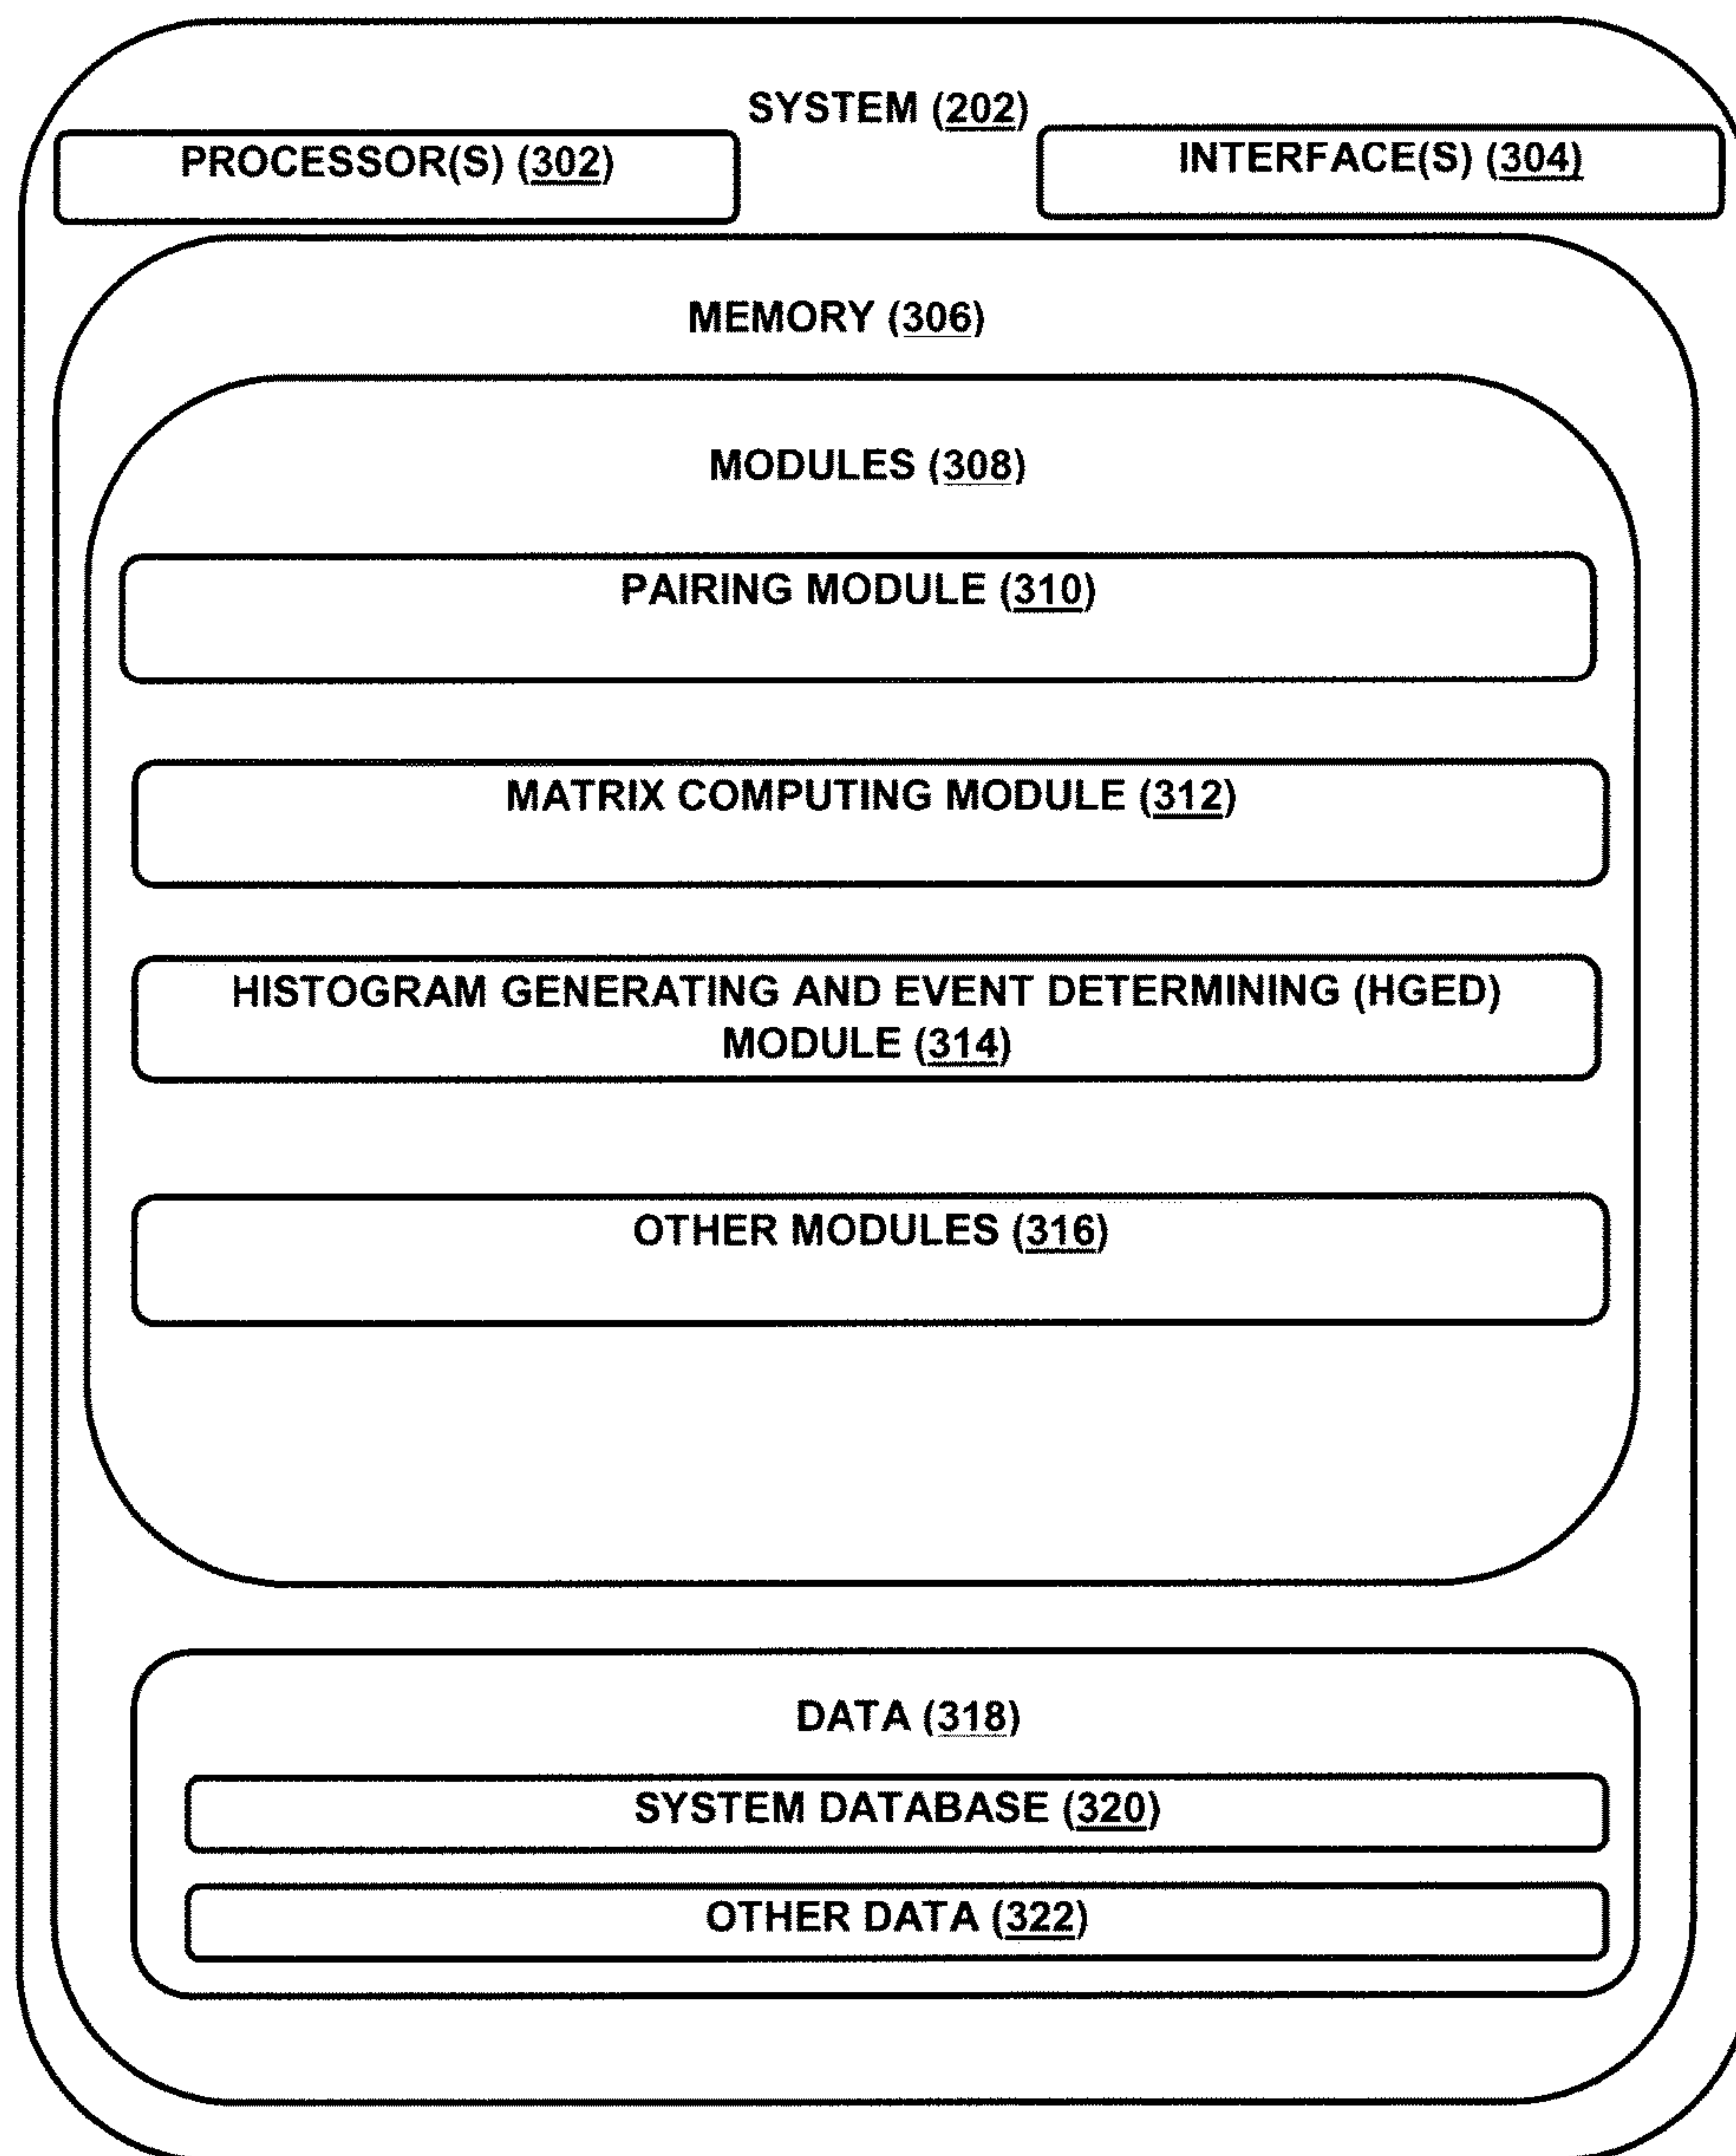 SYSTEM (202)
PROCESSOR(S) (302)
INTERFACE(S) (304)
MEMORY (306)
MODULES (308)
PAIRING MODULE (310)
MATRIX COMPUTING MODULE (312)
HISTOGRAM GENERATING AND EVENT DETERMINING (HGED)
MODULE (314)
OTHER MODULES (316)
DATA (318)
SYSTEM DATABASE (320)
OTHER DATA (322)